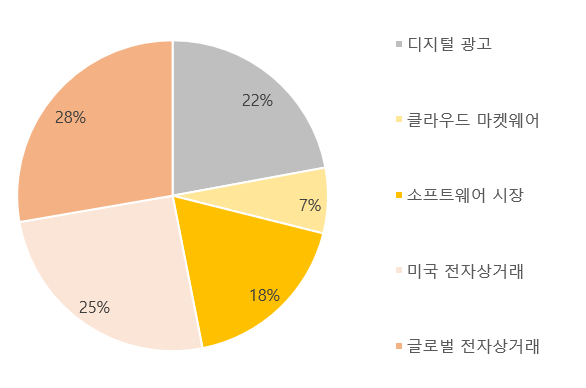 디지털 광고
22%
클라우드 마켓웨어
28%
소프트웨어 시장
7%
미국 전자상거래
18%
25%
글로벌 전자상거래